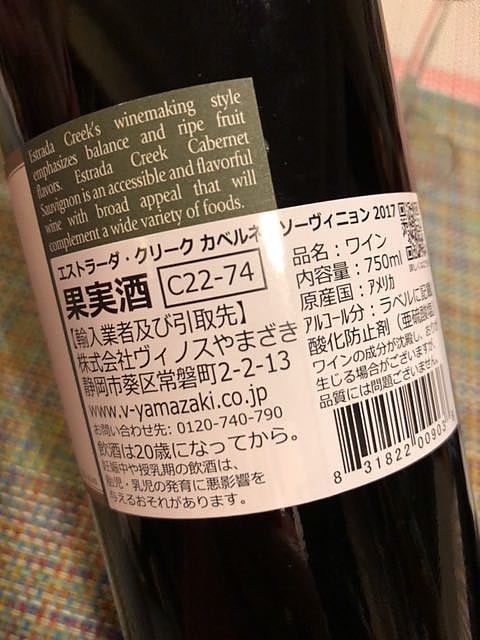 Estrada Creek's winemaking style
emphasizes balance and ripe fruit
flavors. Estrada Creek Cabernet
Sauvignon is an accessible and flavorful
wine with broad appeal that will
complement a wide variety of foods.
エストラーダ・クリーク カベルネ・ソーヴィニョン 2017
果実酒 C22-74
【輸入業者及び引取先】
株式会社ヴィノスやまざき
静岡市葵区常磐町2-2-13
www.v-yamazaki.co.jp
お問い合わせ先: 0120-740-790
飲酒は20歳になってから。
妊娠中や授乳期の飲酒は、
胎児・乳児の発育に悪影響を
与えるおそれがあります。
品名：ワイン
内容量：750ml
原産国：アメリカ
アルコール分：ラベルに記載
酸化防止剤（亜硫酸塩）
ワインの成分が沈殿し、
生じる場合がございますが、
品質には問題ございません。
8 31822 00903